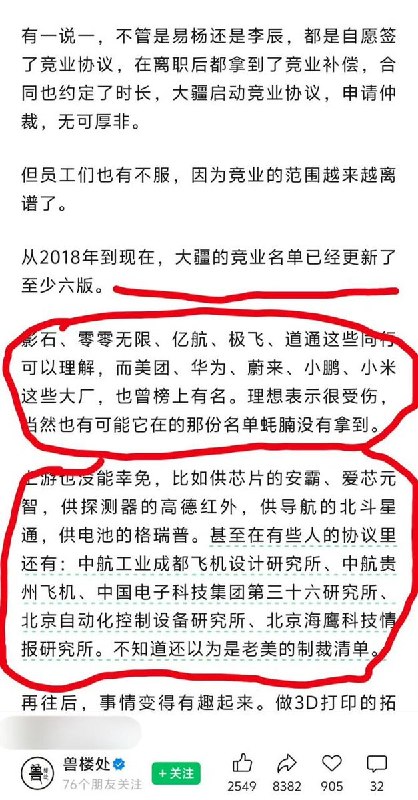 有一说一，不管是易杨还是李辰，都是自愿签
了竞业协议，在离职后都拿到了竞业补偿，合
同也约定了时长，大疆启动竞业协议，申请仲
裁，无可厚非。
但员工们也有不服，因为竞业的范围越来越离
谱了。
从2018年到现在，大疆的竞业名单已经更新了
至少六版。
影石、零零无限、亿航、极飞、道通这些同行
可以理解，而美团、华为、蔚来、小鹏、小米
这些大厂，也曾榜上有名。理想表示很受伤，
当然也有可能它在的那份名单蚝腩没有拿到。
上游也没能幸免，比如供芯片的安霸、爱芯元
智，供探测器的高德红外，供导航的北斗星
通，供电池的格瑞普。甚至在有些人的协议里
还有：中航工业成都飞机设计研究所、中航贵
州飞机、中国电子科技集团第三十六研究所、
北京自动化控制设备研究所、北京海鹰科技情
报研究所。不知道还以为是老美的制裁清单。
再往后，事情变得有趣起来。做3D打印的拓
兽
兽楼处
76个朋友关注
+关注
2549
8382
905
32